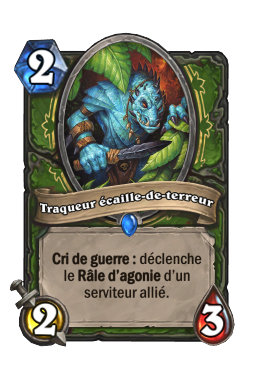 2
Traqueur écaille-de-terreur
Cri de guerre : déclenche
le Râle d'agonie d'un
serviteur allié.
2
3